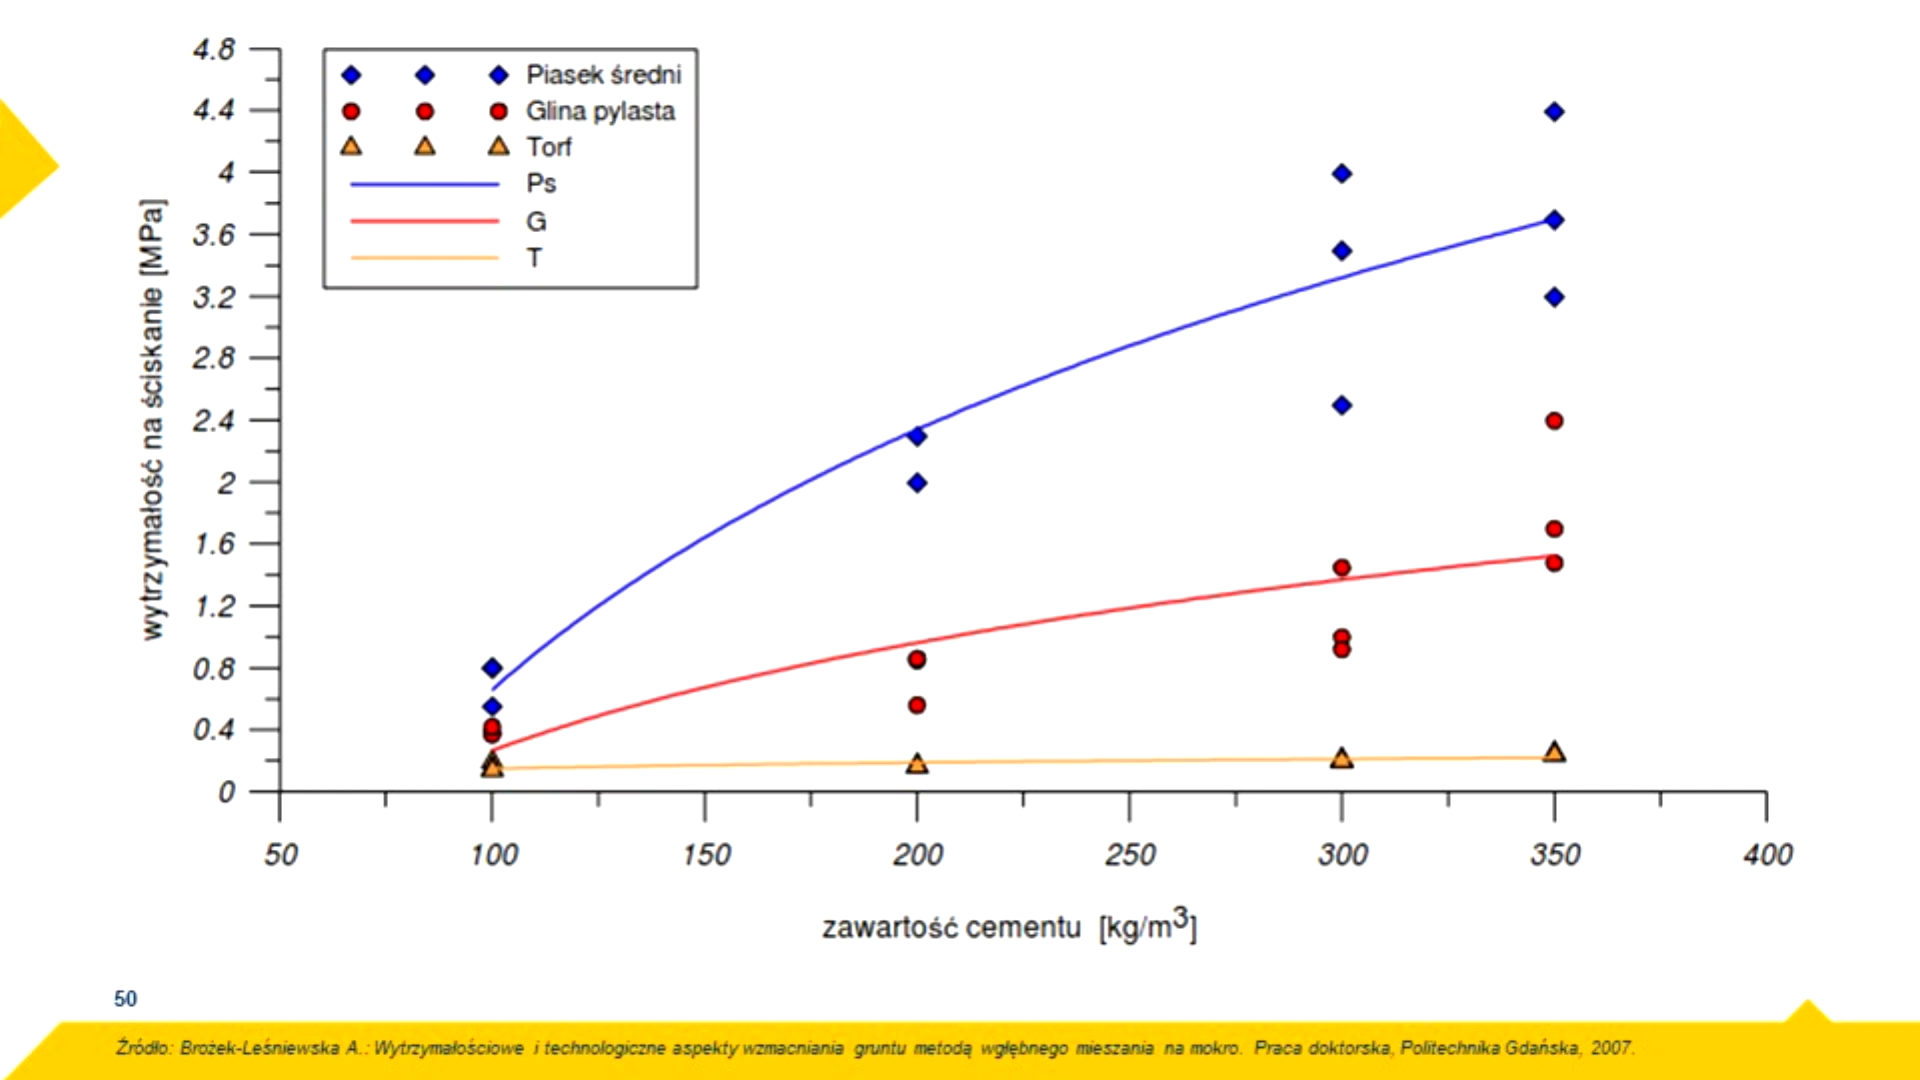 4.8
4.4
4
3.6
3.2
2.8
2.4
2
1.6
1.2
0.8
0.4
0
wytrzymałość na ściskanie [MPa]
Piasek średni
Glina pylasta
Torf
Ps
G
T
50 100 150 200 250 300 350 400
zawartość cementu [kg/m³]
50
Źródło: Brożek-Leśniewska A.: Wytrzymałościowe i technologiczne aspekty wzmacniania gruntu metodą wgłębnego mieszania na mokro. Praca doktorska, Politechnika Gdańska, 2007.